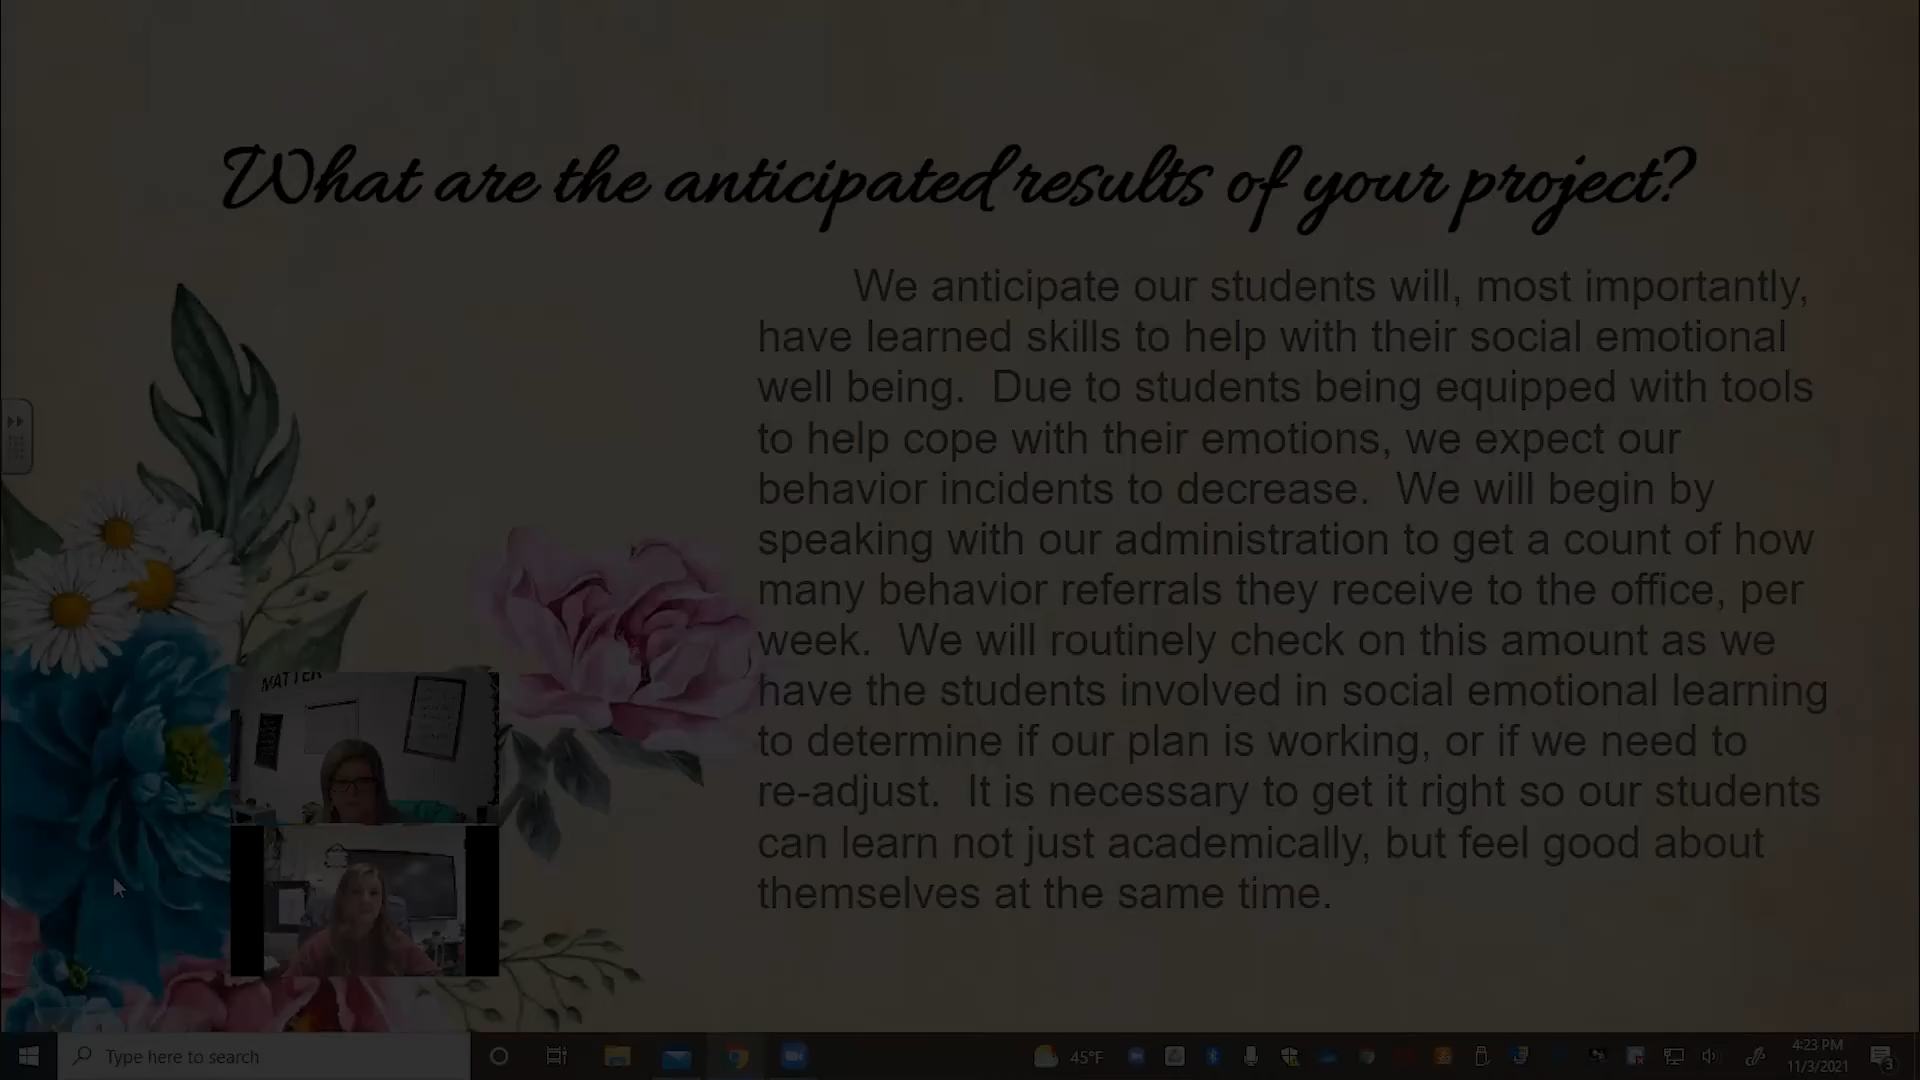 What are the anticipated results of your project?
We anticipate our students will, most importantly,
have learned skills to help with their social emotional
well being.  Due to students being equipped with tools
to help cope with their emotions, we expect our
behavior incidents to decrease.  We will begin by
speaking with our administration to get a count of how
many behavior referrals they receive to the office, per
week.  We will routinely check on this amount as we
have the students involved in social emotional learning
to determine if our plan is working, or if we need to
re-adjust.  It is necessary to get it right so our students
can learn not just academically, but feel good about
themselves at the same time.
MATTER
Type here to search
45°F
4:23 PM
11/3/2021
3